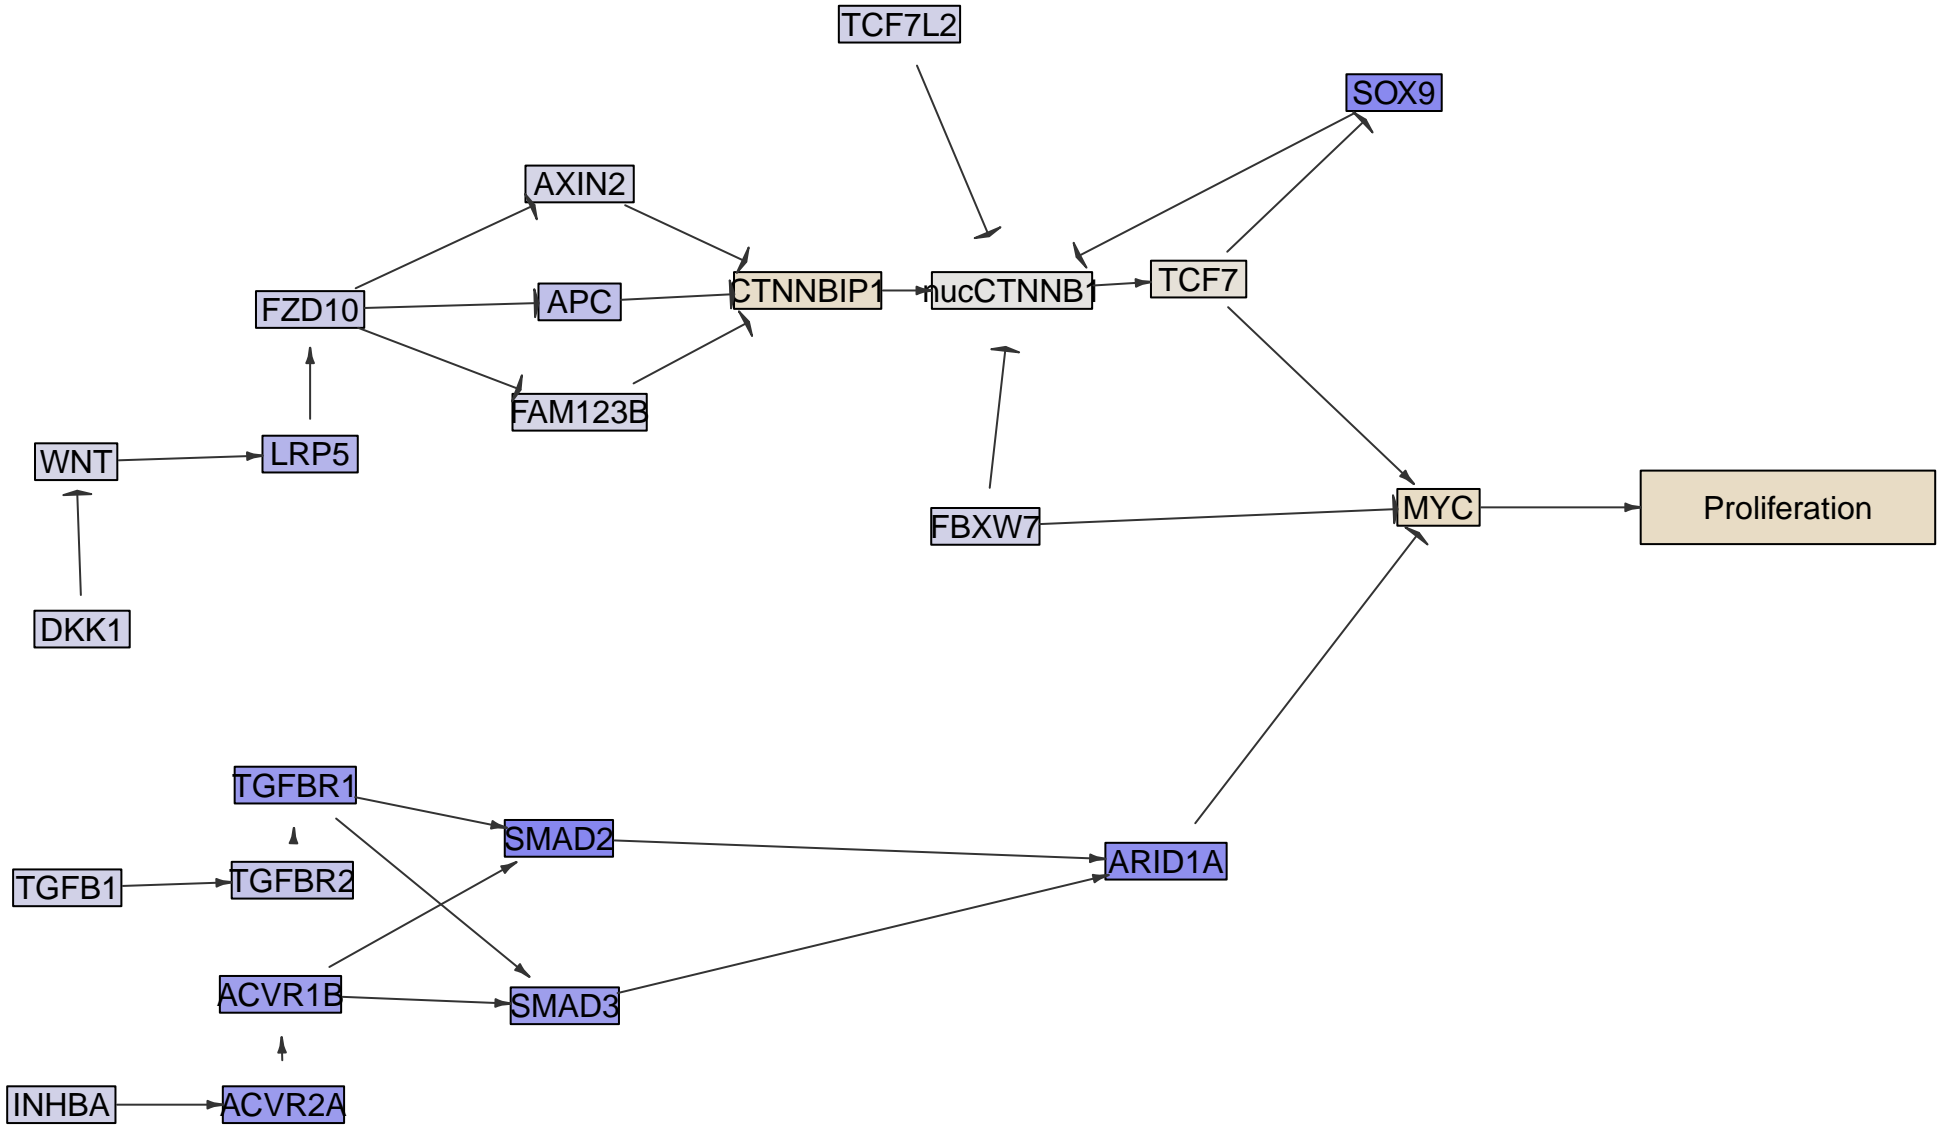 TCF7L2
SOX9
AXIN2
FZD10
APC
CTNNBIP1
nucCTNNB1
TCF7
FAM123B
WNT
LRP5
FBXW7
MYC
Proliferation
DKK1
TGFBR1
SMAD2
ARID1A
TGFB1
TGFBR2
ACVR1B
SMAD3
INHBA
ACVR2A